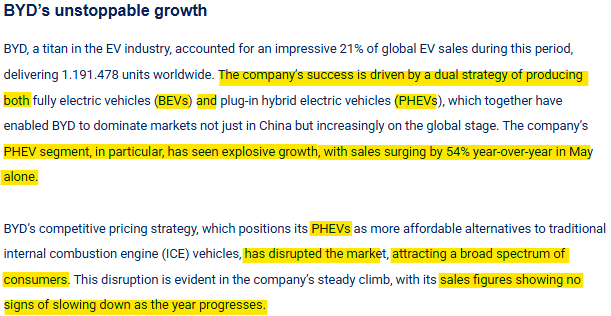 BYD’s unstoppable growth
BYD, a titan in the EV industry, accounted for an impressive 21% of global EV sales during this period,
delivering 1.191.478 units worldwide. The company’s success is driven by a dual strategy of producing
both fully electric vehicles (BEVs) and plug-in hybrid electric vehicles (PHEVs), which together have
enabled BYD to dominate markets not just in China but increasingly on the global stage. The company’s
PHEV segment, in particular, has seen explosive growth, with sales surging by 54% year-over-year in May
alone.
BYD’s competitive pricing strategy, which positions its PHEVs as more affordable alternatives to traditional
internal combustion engine (ICE) vehicles, has disrupted the market, attracting a broad spectrum of
consumers. This disruption is evident in the company’s steady climb, with its sales figures showing no
signs of slowing down as the year progresses.